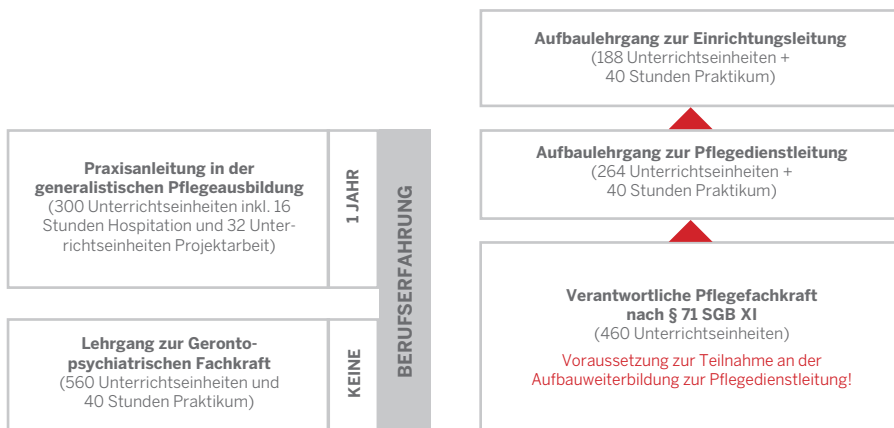 Praxisanleitung in der
generalistischen Pflegeausbildung
(300 Unterrichtseinheiten inkl. 16
Stunden Hospitation und 32 Unter-
richtseinheiten Projektarbeit)
1 JAHR
Lehrgang zur Geronto-
psychiatrischen Fachkraft
(560 Unterrichtseinheiten und
40 Stunden Praktikum)
KEINE
BERUFSERFAHRUNG
Aufbaulehrgang zur Einrichtungsleitung
(188 Unterrichtseinheiten +
40 Stunden Praktikum)
Aufbaulehrgang zur Pflegedienstleitung
(264 Unterrichtseinheiten +
40 Stunden Praktikum)
Verantwortliche Pflegefachkraft
nach § 71 SGB XI
(460 Unterrichtseinheiten)
Voraussetzung zur Teilnahme an der
Aufbauweiterbildung zur Pflegedienstleitung!